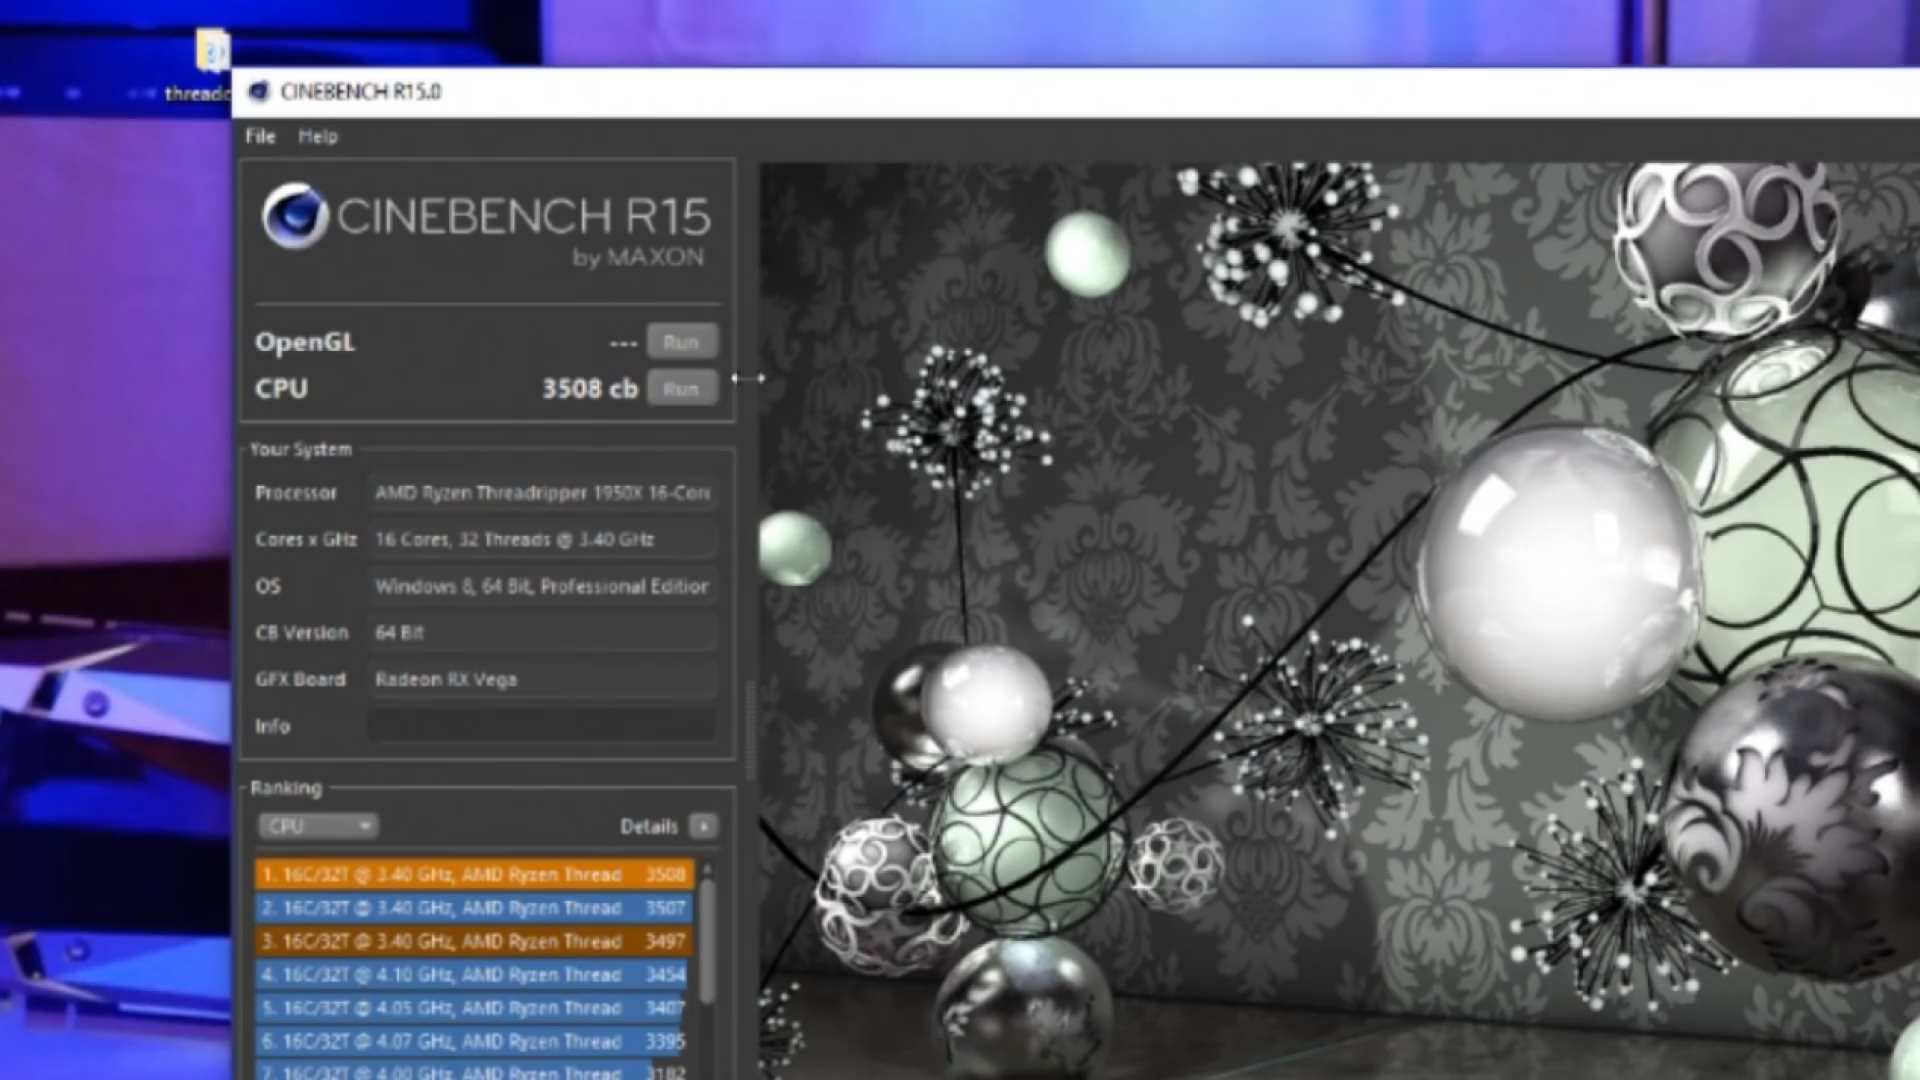 threadc
CINEBENCH R15.0
File Help
CINEBENCH R15
by MAXON
OpenGL --- Run
CPU 3508 cb Run
Your System
Processor AMD Ryzen Threadripper 1950X 16-Core
Cores x GHz 16 Cores, 32 Threads @ 3.40 GHz
OS Windows 8, 64 Bit, Professional Edition
CB Version 64 Bit
GFX Board Radeon RX Vega
Info
Ranking
CPU Details
1. 16C/32T @ 3.40 GHz, AMD Ryzen Thread 3508
2. 16C/32T @ 3.40 GHz, AMD Ryzen Thread 3507
3. 16C/32T @ 3.40 GHz, AMD Ryzen Thread 3497
4. 16C/32T @ 4.10 GHz, AMD Ryzen Thread 3454
5. 16C/32T @ 4.05 GHz, AMD Ryzen Thread 3407
6. 16C/32T @ 4.07 GHz, AMD Ryzen Thread 3395
7. 16C/32T @ 4.00 GHz, AMD Ryzen Thread 3182